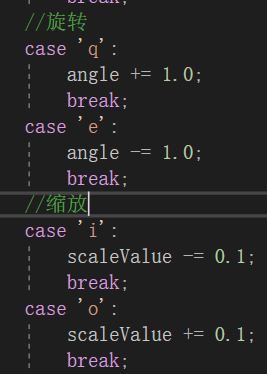 break;
//旋转
case 'q':
angle += 1.0;
break;
case 'e':
angle -= 1.0;
break;
//缩放
case 'i':
scaleValue -= 0.1;
break;
case 'o':
scaleValue += 0.1;
break;